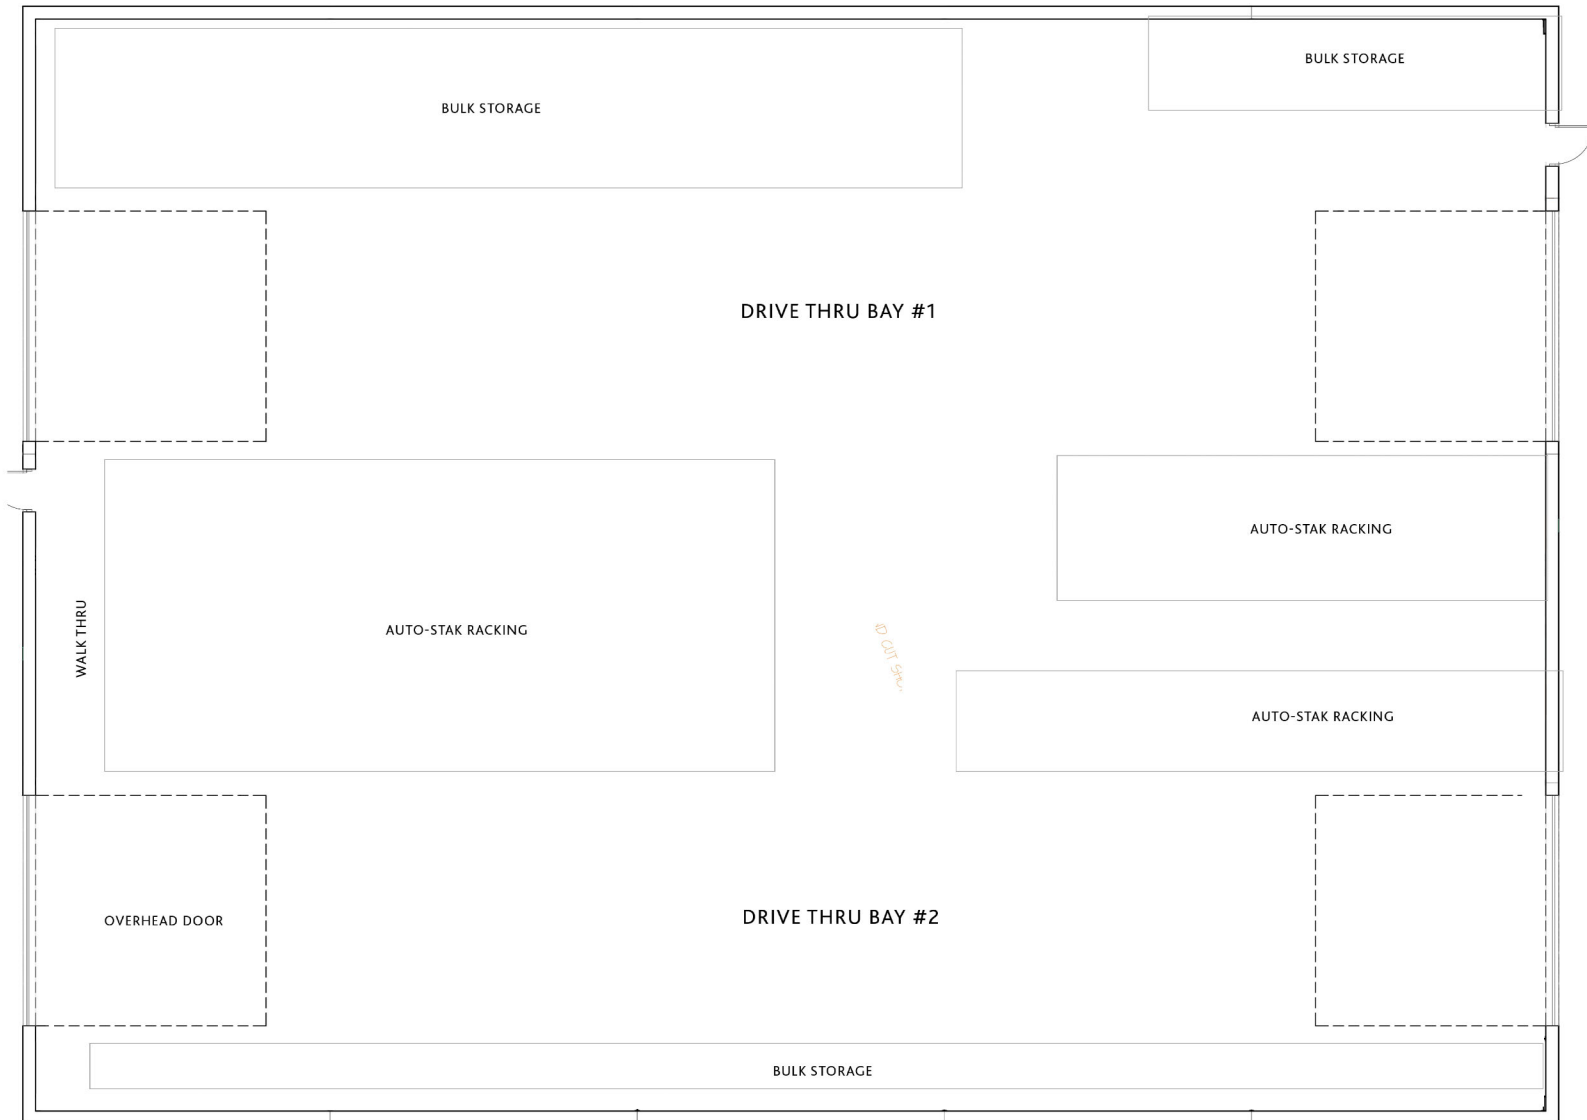 BULK STORAGE
BULK STORAGE
DRIVE THRU BAY #1
AUTO-STAK RACKING
WALK THRU
AUTO-STAK RACKING
CUT
AUTO-STAK RACKING
OVERHEAD DOOR
DRIVE THRU BAY #2
BULK STORAGE